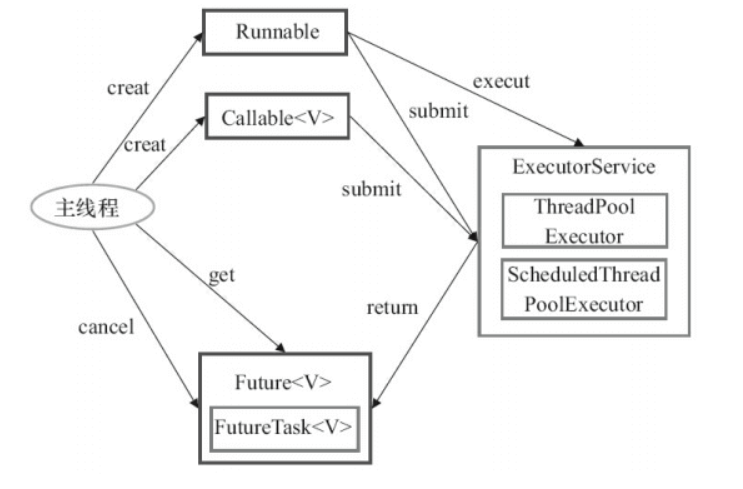 Runnable
execut
creat
submit
Callable<V>
creat
ExecutorService
submit
主线程
ThreadPool
Executor
ScheduledThread
PoolExecutor
get
return
cancel
Future<V>
FutureTask<V>